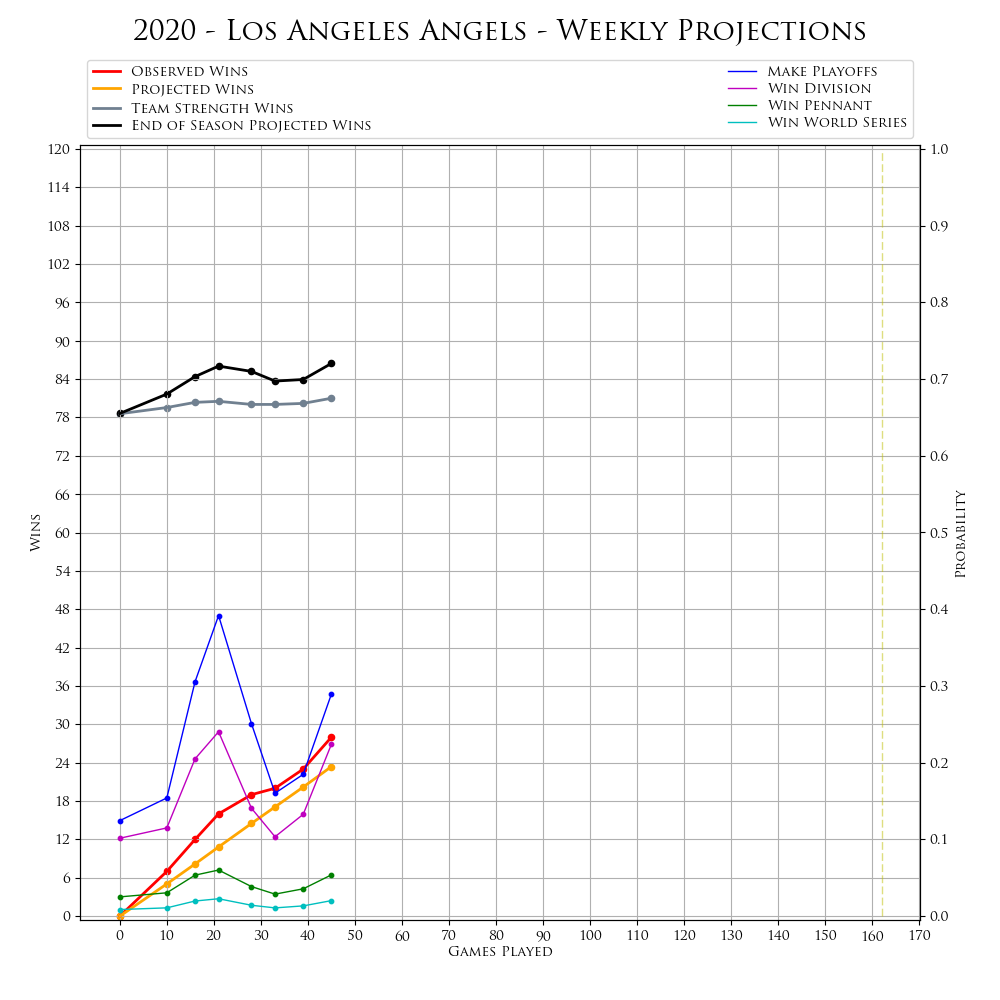 2020 - Los Angeles Angels - Weekly Projections
Observed Wins
Projected Wins
Team Strength Wins
End of Season Projected Wins
Make Playoffs
Win Division
Win Pennant
Win World Series
120
114
108
102
96
90
84
78
72
66
60
54
48
42
36
30
24
18
12
6
0
Wins
1.0
0.9
0.8
0.7
0.6
0.5
0.4
0.3
0.2
0.1
0.0
Probability
0 10 20 30 40 50 60 70 80 90 100 110 120 130 140 150 160 170
Games Played